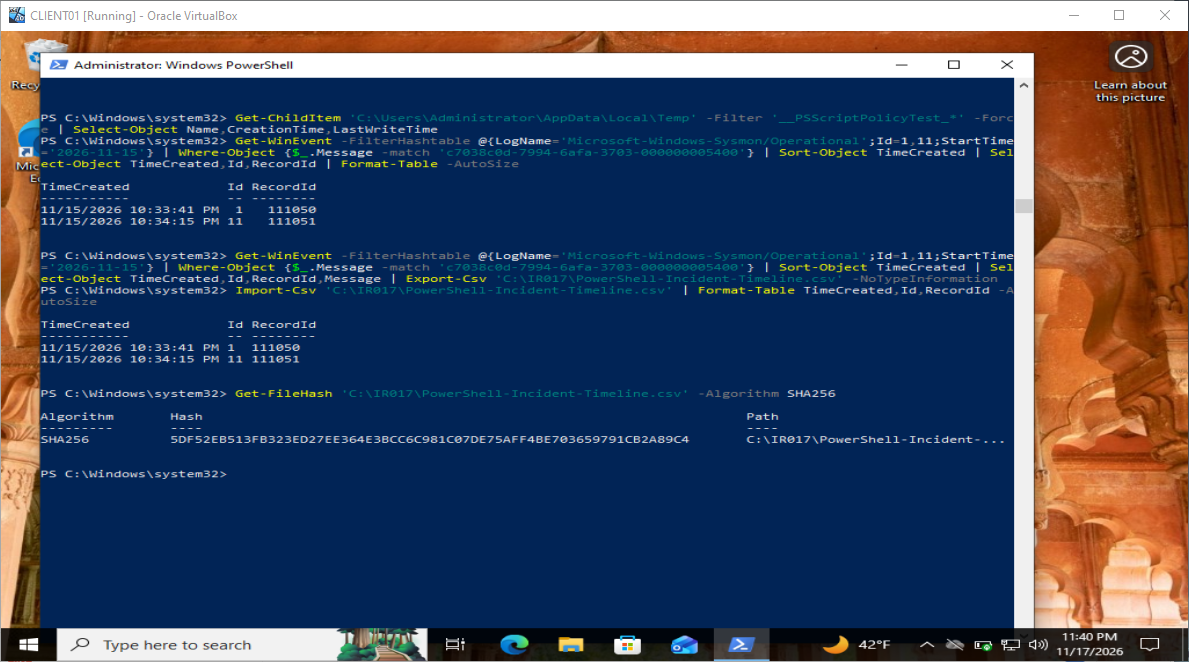 CLIENT01 [Running] - Oracle VirtualBox
Recy
Administrator: Windows PowerShell
Learn about
this picture
PS C:\Windows\system32> Get-ChildItem 'C:\Users\Administrator\AppData\Local\Temp' -Filter '__PSScriptPolicyTest_*' -Forc
e | Select-Object Name,CreationTime,LastWriteTime
PS C:\Windows\system32> Get-WinEvent -FilterHashtable @{LogName='Microsoft-Windows-Sysmon/Operational';Id=1,11;StartTime
='2026-11-15'} | Where-Object {$_.Message -match 'c7038c0d-7994-6afa-3703-000000005400'} | Sort-Object TimeCreated | Sel
ect-Object TimeCreated,Id,RecordId | Format-Table -AutoSize
Mic
E
TimeCreated Id RecordId
----------- -- --------
11/15/2026 10:33:41 PM 1 111050
11/15/2026 10:34:15 PM 11 111051
PS C:\Windows\system32> Get-WinEvent -FilterHashtable @{LogName='Microsoft-Windows-Sysmon/Operational';Id=1,11;StartTime
='2026-11-15'} | Where-Object {$_.Message -match 'c7038c0d-7994-6afa-3703-000000005400'} | Sort-Object TimeCreated | Sel
ect-Object TimeCreated,Id,RecordId,Message | Export-Csv 'C:\IR017\PowerShell-Incident-Timeline.csv' -NoTypeInformation
PS C:\Windows\system32> Import-Csv 'C:\IR017\PowerShell-Incident-Timeline.csv' | Format-Table TimeCreated,Id,RecordId -A
utoSize
TimeCreated Id RecordId
----------- -- --------
11/15/2026 10:33:41 PM 1 111050
11/15/2026 10:34:15 PM 11 111051
PS C:\Windows\system32> Get-FileHash 'C:\IR017\PowerShell-Incident-Timeline.csv' -Algorithm SHA256
Algorithm Hash Path
--------- ---- ----
SHA256 5DF52EB513FB323ED27EE364E3BCC6C981C07DE75AFF4BE703659791CB2A89C4 C:\IR017\PowerShell-Incident-...
PS C:\Windows\system32>
Type here to search
42°F
11:40 PM
11/17/2026